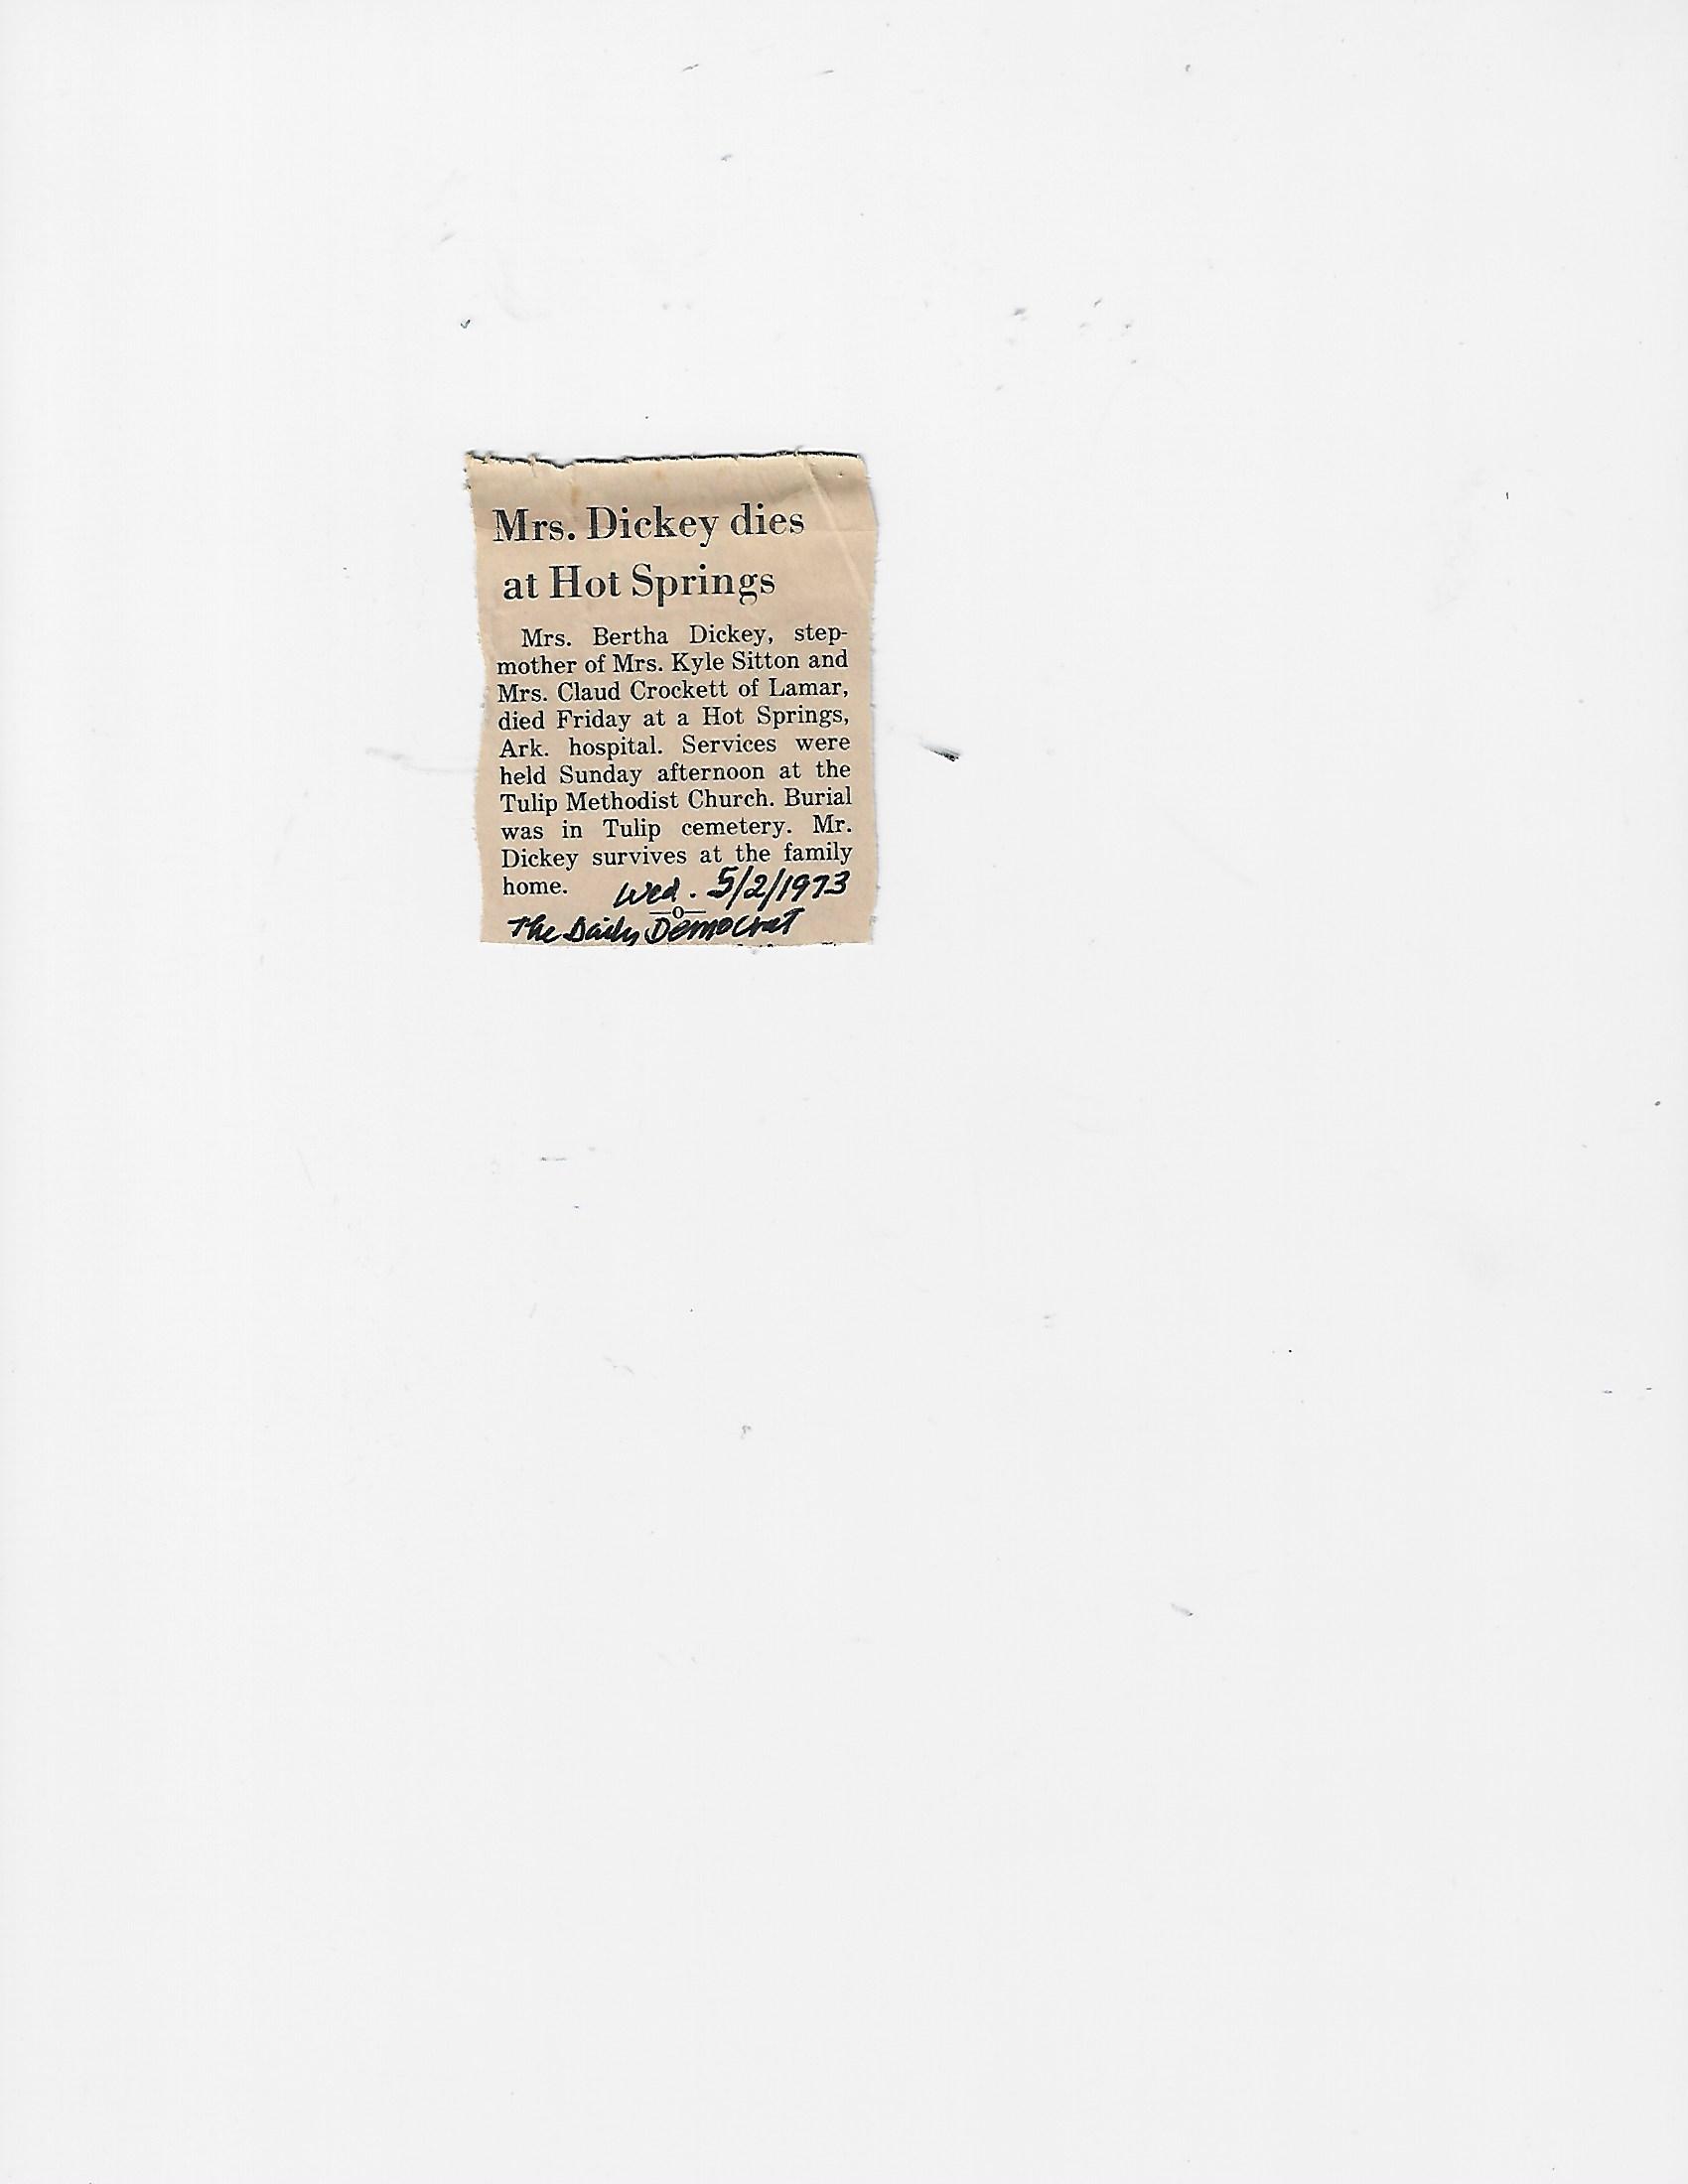 Mrs. Dickey dies
at Hot Springs
Mrs. Bertha Dickey, step-
mother of Mrs. Kyle Sitton and
Mrs. Claud Crockett of Lamar,
died Friday at a Hot Springs,
Ark. hospital. Services were
held Sunday afternoon at the
Tulip Methodist Church. Burial
was in Tulip cemetery. Mr.
Dickey survives at the family
home.
Wed. 5/2/1973
—o—
The Daily Democrat